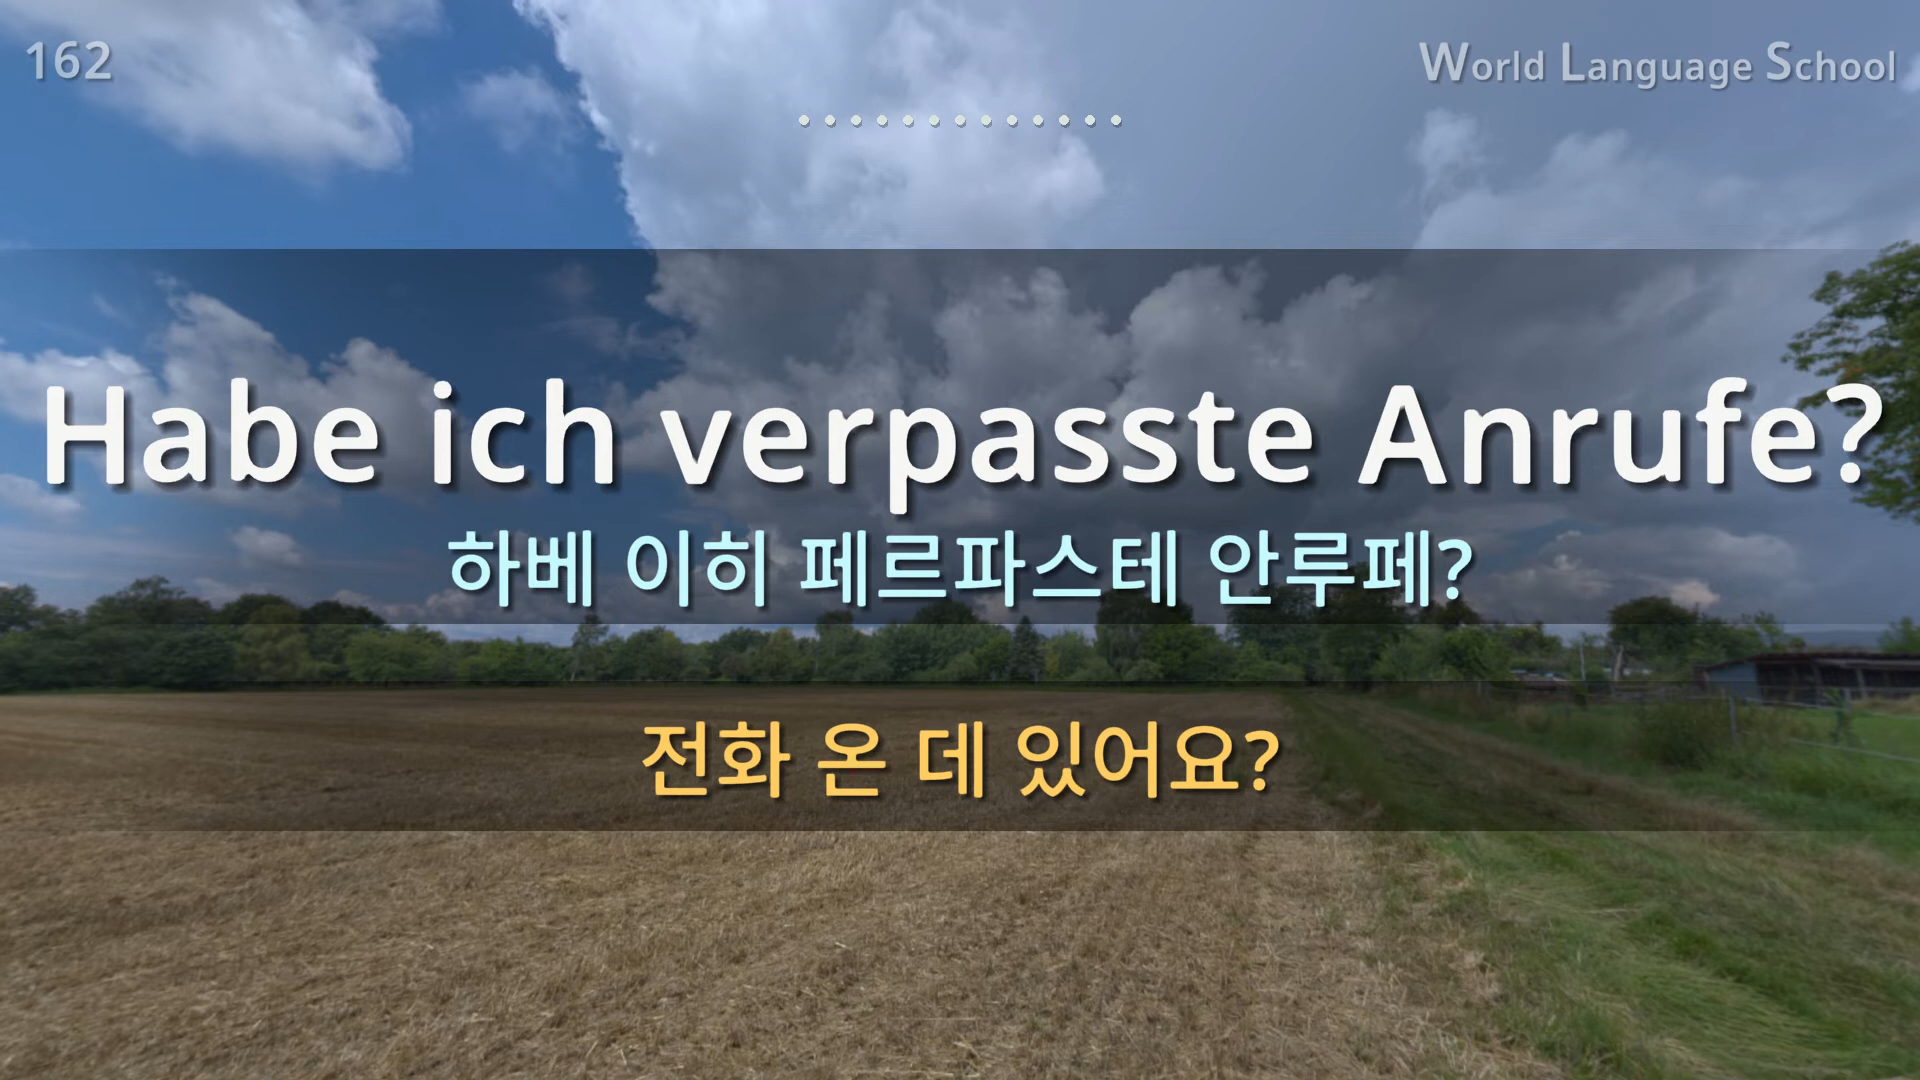 162
World Language School
Habe ich verpasste Anrufe?
하베 이히 페르파스테 안루페?
전화 온 데 있어요?